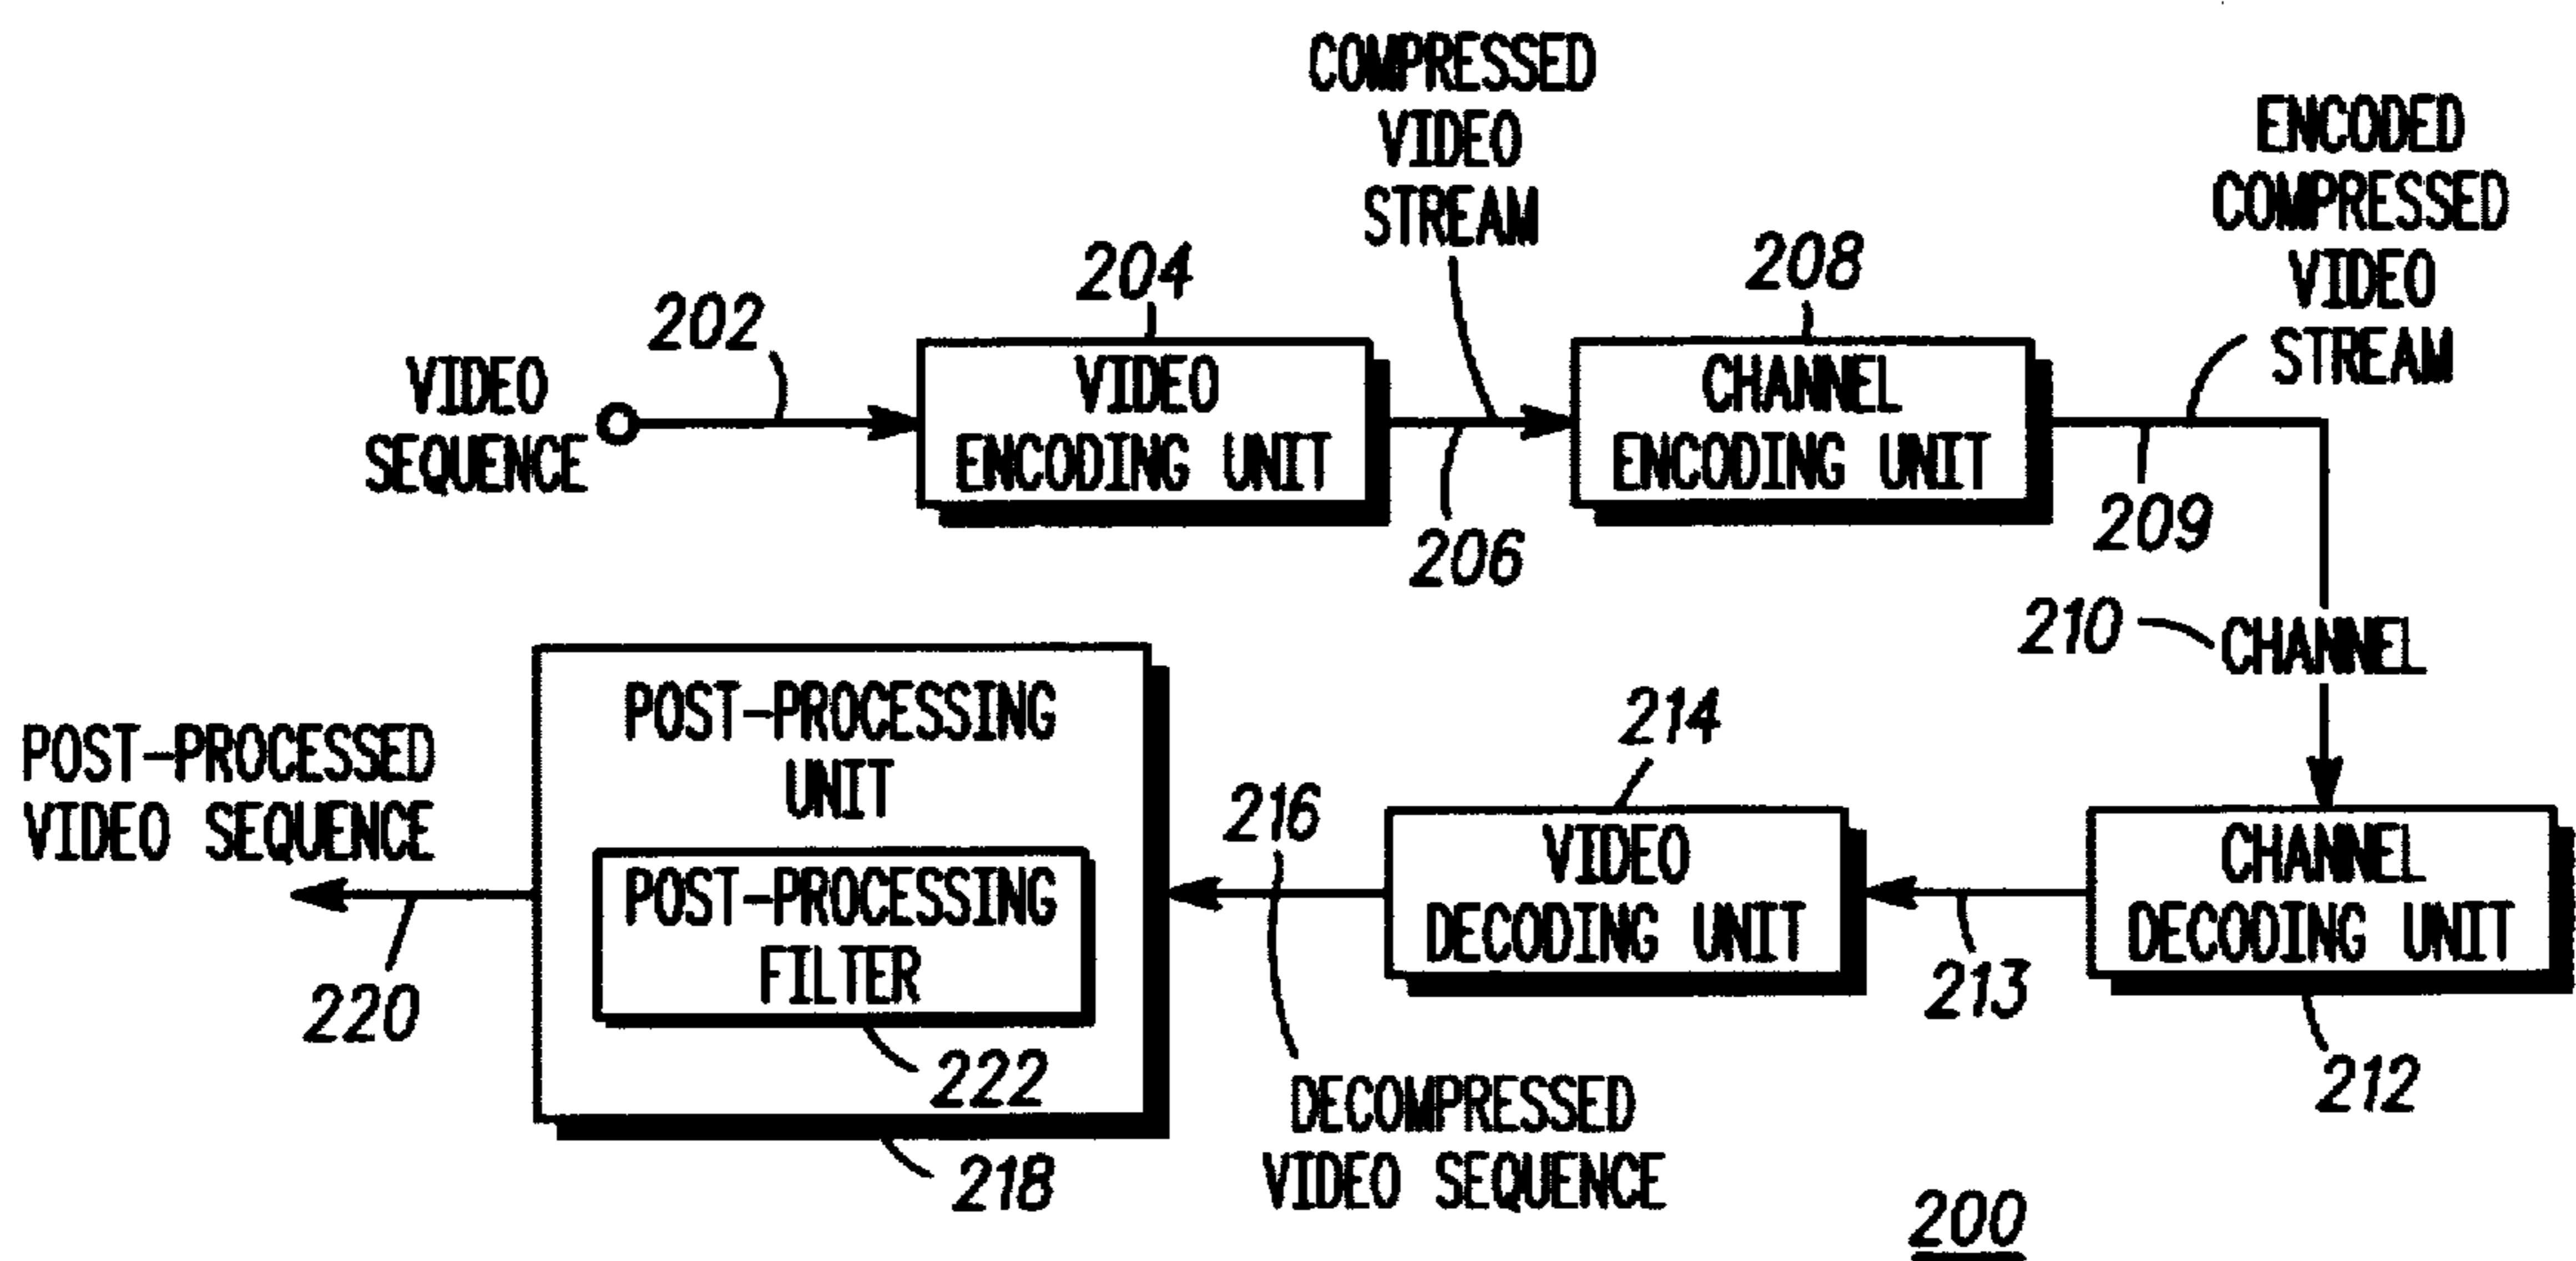 COMPRESSED
VIDEO
STREAM
ENCODED
COMPRESSED
VIDEO
STREAM
202
204
208
VIDEO
SEQUENCE
VIDEO
ENCODING UNIT
CHANNEL
ENCODING UNIT
206
209
210
CHANNEL
POST-PROCESSED
VIDEO SEQUENCE
220
POST-PROCESSING
UNIT
POST-PROCESSING
FILTER
222
218
216
DECOMPRESSED
VIDEO SEQUENCE
214
VIDEO
DECODING UNIT
213
CHANNEL
DECODING UNIT
212
200